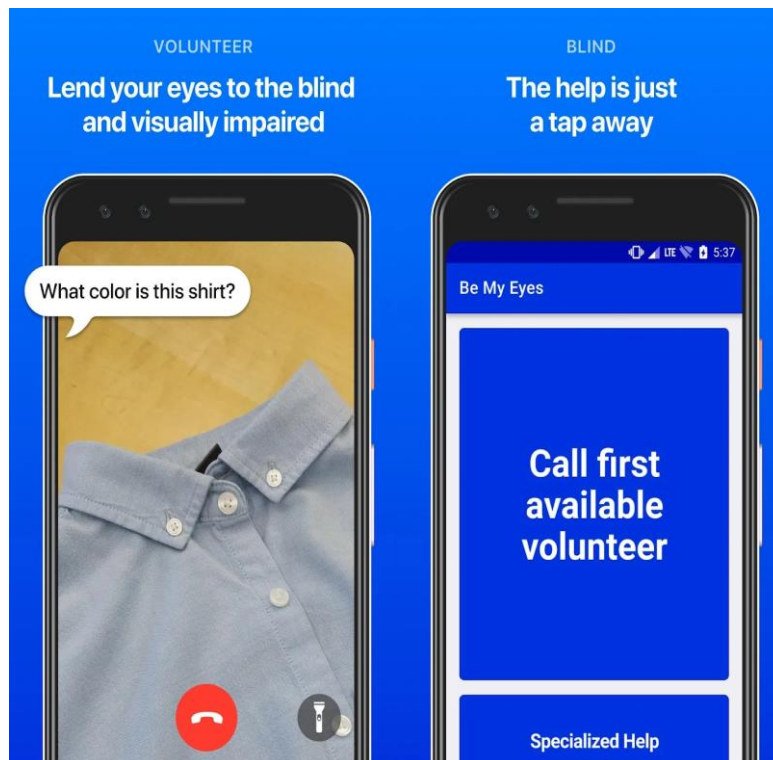 VOLUNTEER
Lend your eyes to the blind
and visually impaired
What color is this shirt?
BLIND
The help is just
a tap away
LTE 5:37
Be My Eyes
Call first
available
volunteer
Specialized Help